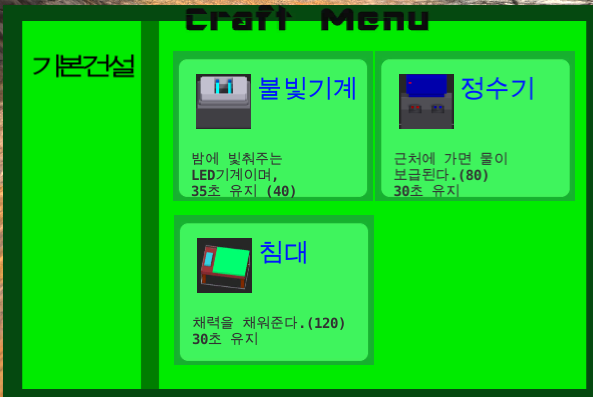 Craft Menu
기본건설
불빛기계
밤에 빛춰주는
LED기계이며,
35초 유지 (40)
정수기
근처에 가면 물이
보급된다.(80)
30초 유지
침대
채력을 채워준다.(120)
30초 유지